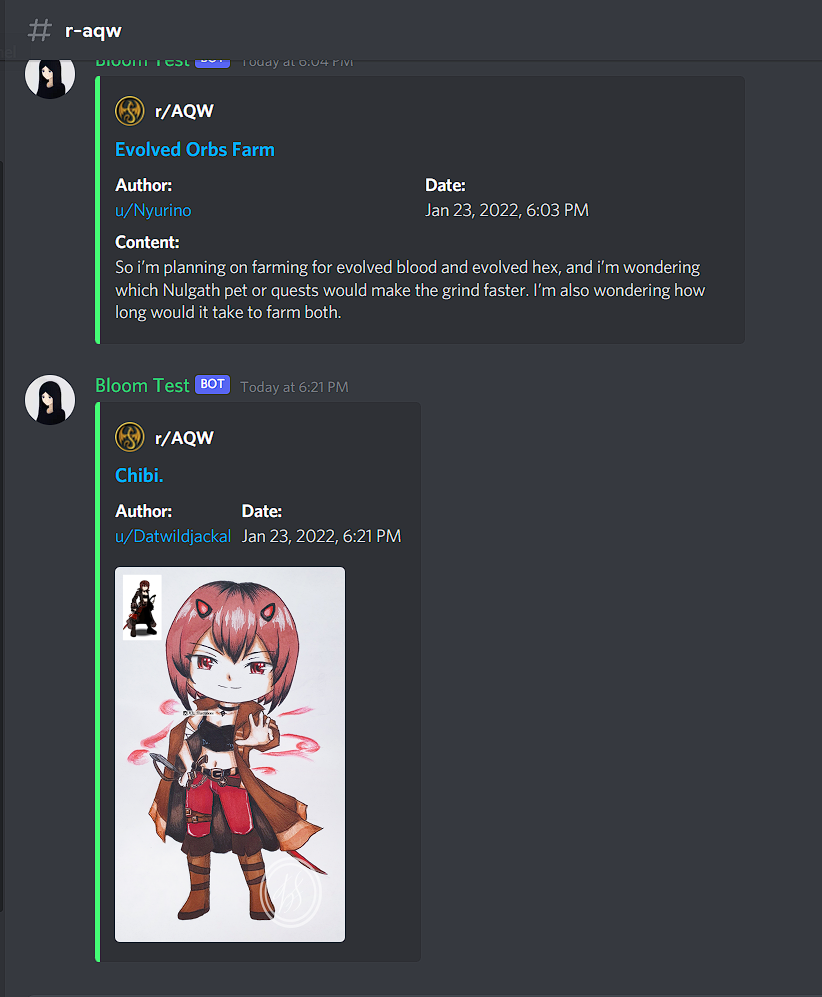 r-aqw
Bloom Test BOT Today at 6:04 PM
r/AQW
Evolved Orbs Farm
Author: Date:
u/Nyurino Jan 23, 2022, 6:03 PM
Content:
So i'm planning on farming for evolved blood and evolved hex, and i'm wondering
which Nulgath pet or quests would make the grind faster. I'm also wondering how
long would it take to farm both.
Bloom Test BOT Today at 6:21 PM
r/AQW
Chibi.
Author: Date:
u/Datwildjackal Jan 23, 2022, 6:21 PM